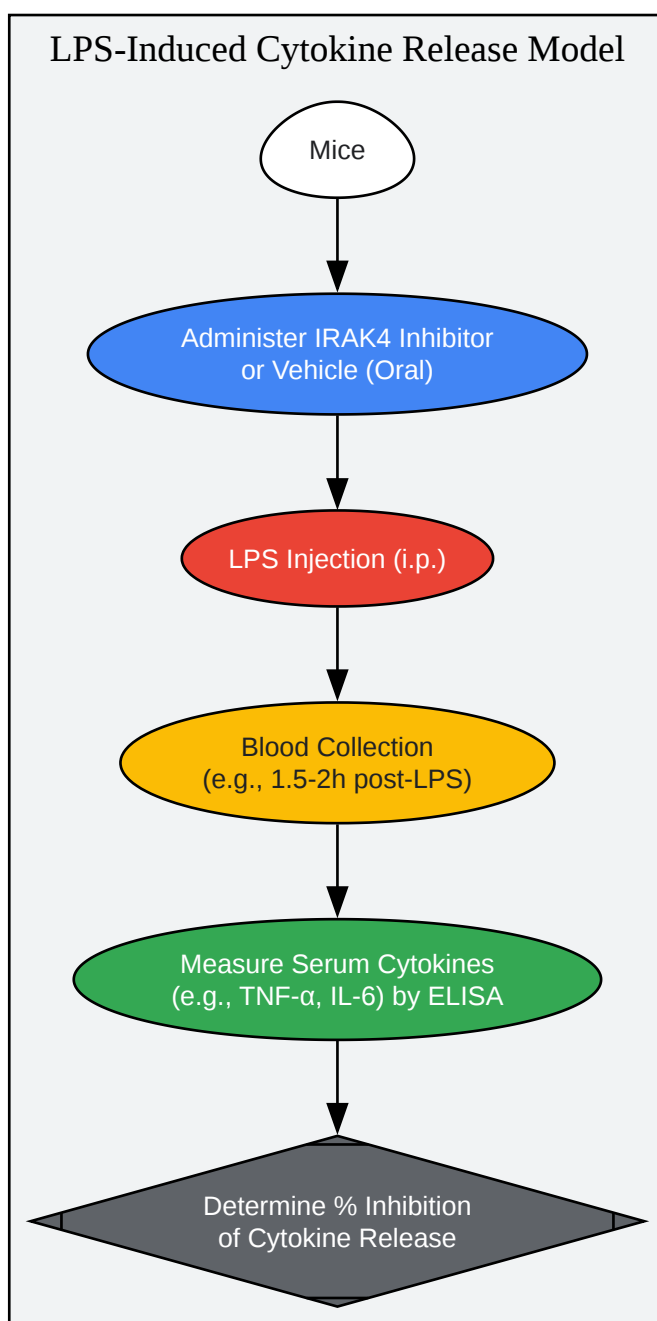 LPS-Induced Cytokine Release Model
Mice
Administer IRAK4 Inhibitor
or Vehicle (Oral)
LPS Injection (i.p.)
Blood Collection
(e.g., 1.5-2h post-LPS)
Measure Serum Cytokines
(e.g., TNF-α, IL-6) by ELISA
Determine % Inhibition
of Cytokine Release